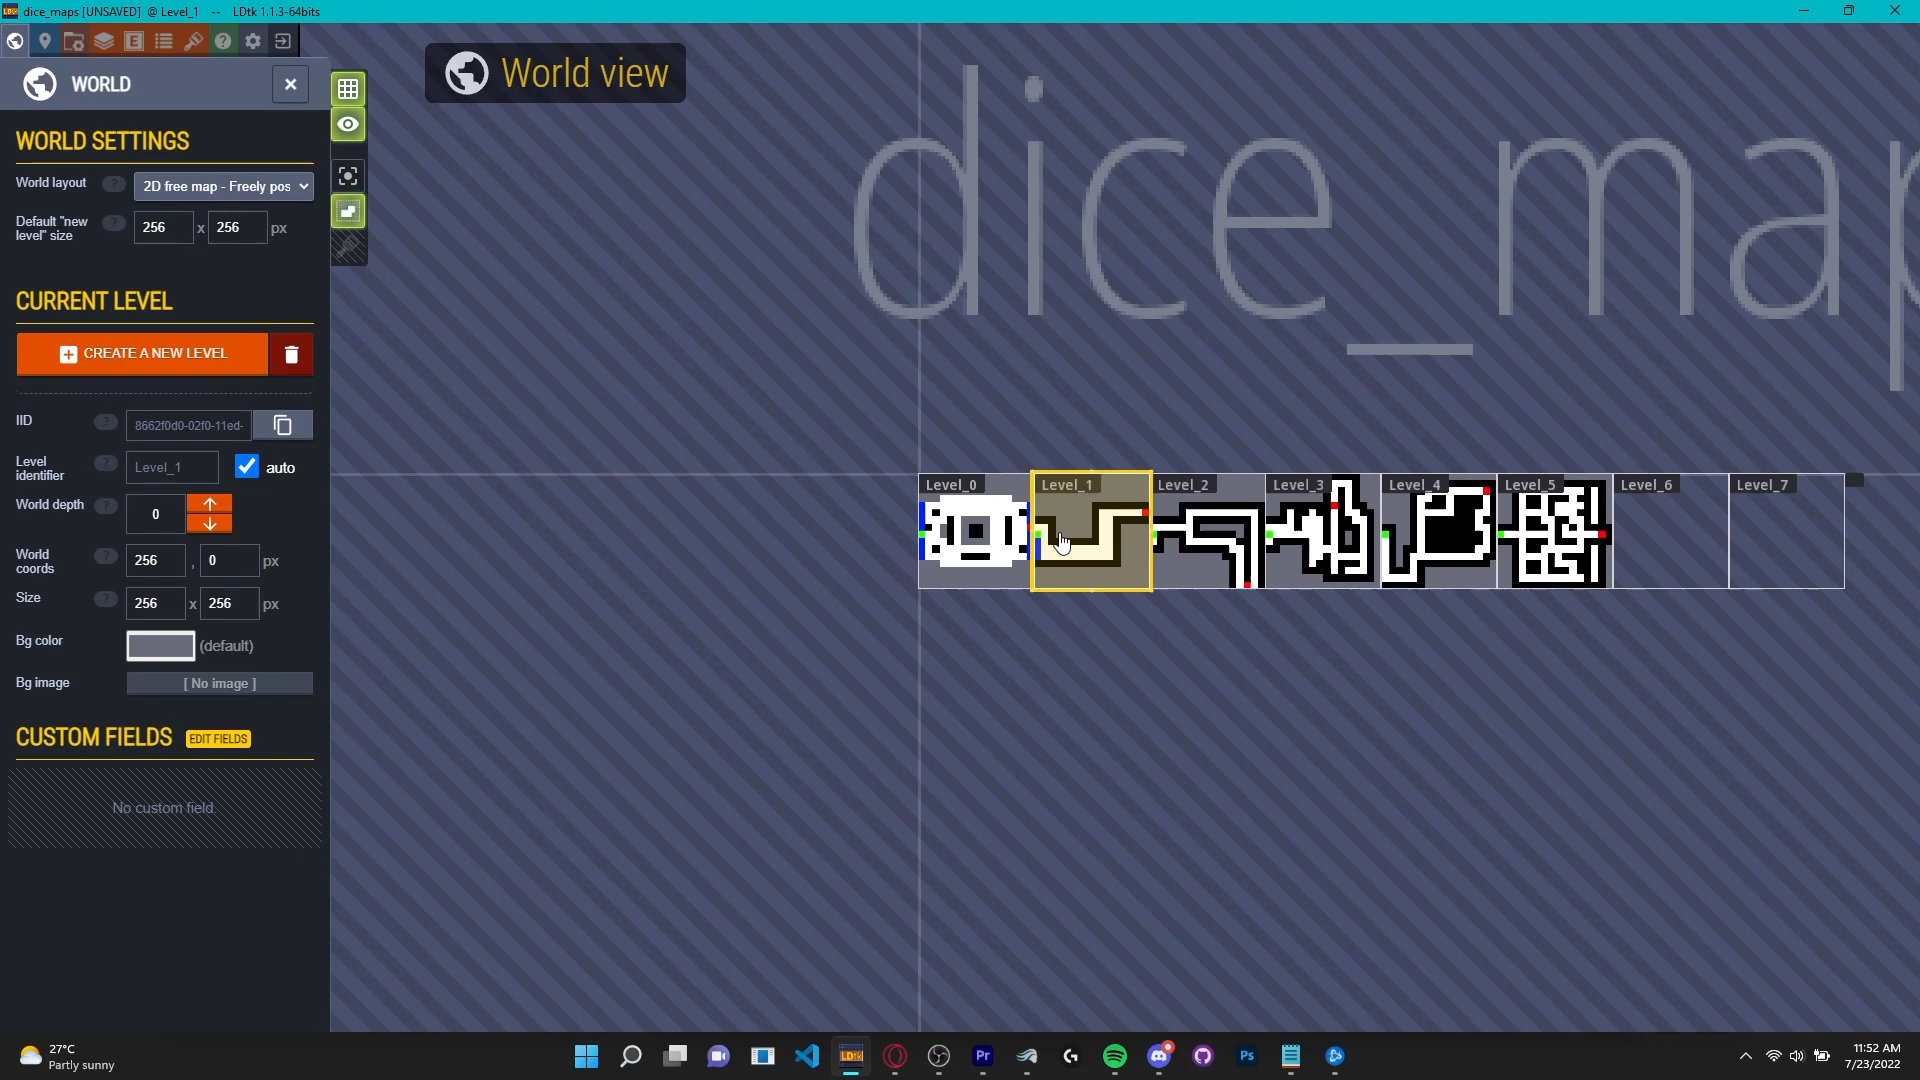 dice_maps [UNSAVED] @ Level_1 -- LDtk 1.1.3-64bits
WORLD
World view
WORLD SETTINGS
World layout
?
2D free map - Freely pos
Default "new level" size
?
256 x 256 px
CURRENT LEVEL
CREATE A NEW LEVEL
IID
?
8662f0d0-02f0-11ed-
Level identifier
?
Level_1
auto
World depth
?
0
World coords
?
256 , 0 px
Size
?
256 x 256 px
Bg color
(default)
Bg image
[ No image ]
CUSTOM FIELDS
EDIT FIELDS
No custom field.
dice_map
Level_0
Level_1
Level_2
Level_3
Level_4
Level_5
Level_6
Level_7
27°C
Partly sunny
LDtk
Pr
Ps
11:52 AM
7/23/2022